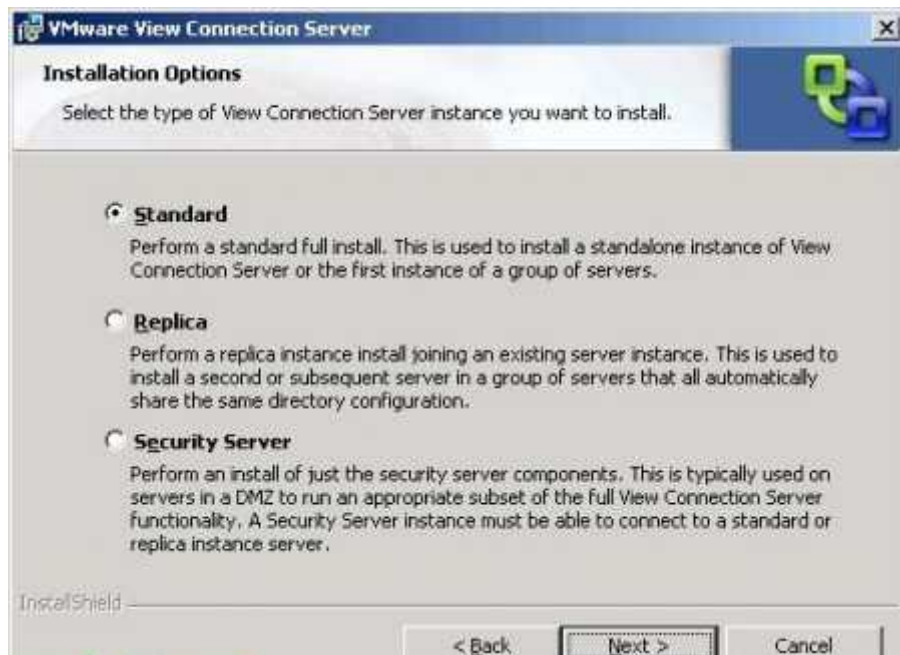 VMware View Connection Server
Installation Options
Select the type of View Connection Server instance you want to install.
Standard
Perform a standard full install. This is used to install a standalone instance of View
Connection Server or the first instance of a group of servers.
Replica
Perform a replica instance install joining an existing server instance. This is used to
install a second or subsequent server in a group of servers that all automatically
share the same directory configuration.
Security Server
Perform an install of just the security server components. This is typically used on
servers in a DMZ to run an appropriate subset of the full View Connection Server
functionality. A Security Server instance must be able to connect to a standard or
replica instance server.
InstallShield
< Back Next > Cancel